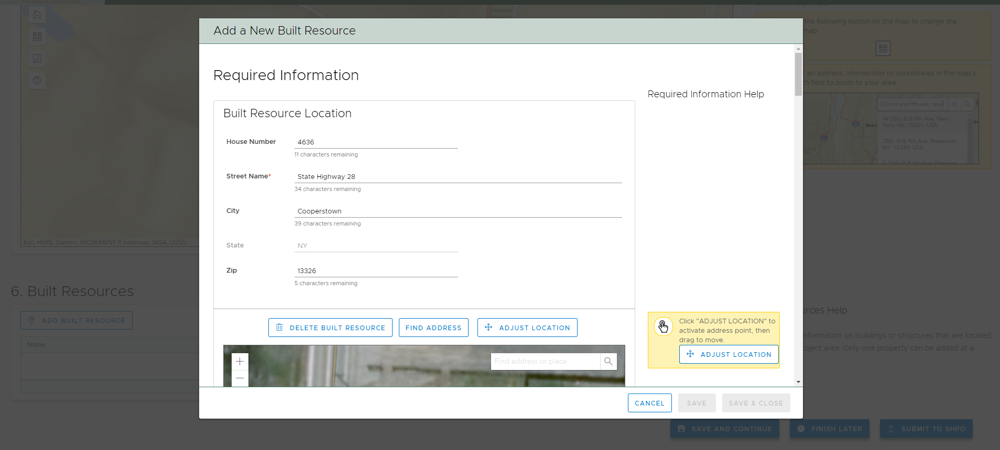 Add a New Built Resource
Required Information
Required Information Help
Built Resource Location
House Number
4636
11 characters remaining
Street Name*
State Highway 28
34 characters remaining
City
Cooperstown
39 characters remaining
State
NY
Zip
13326
5 characters remaining
DELETE BUILT RESOURCE
FIND ADDRESS
ADJUST LOCATION
Click "ADJUST LOCATION" to
activate address point, then
drag to move.
ADJUST LOCATION
Find address or place
CANCEL
SAVE
SAVE & CLOSE
Hartwick
Esri, HERE, Garmin, INCREMENT P, Intermap, NGA, USGS
the following button on the map to change the
map
an address, intersection or coordinates in the map's
field to zoom to your area.
25th st and 9th ave, new
W 25th St & 9th Ave, New
York, NY, 10001, USA
25th St & 9th Ave, Watervliet,
NY, 12189, USA
E 25th St & 9th Ave, Paterson
Mont
6. Built Resources
ADD BUILT RESOURCE
Name
urces Help
nformation on buildings or structures that are located
oject area. Only one property can be added at a
SAVE AND CONTINUE
FINISH LATER
SUBMIT TO SHPO